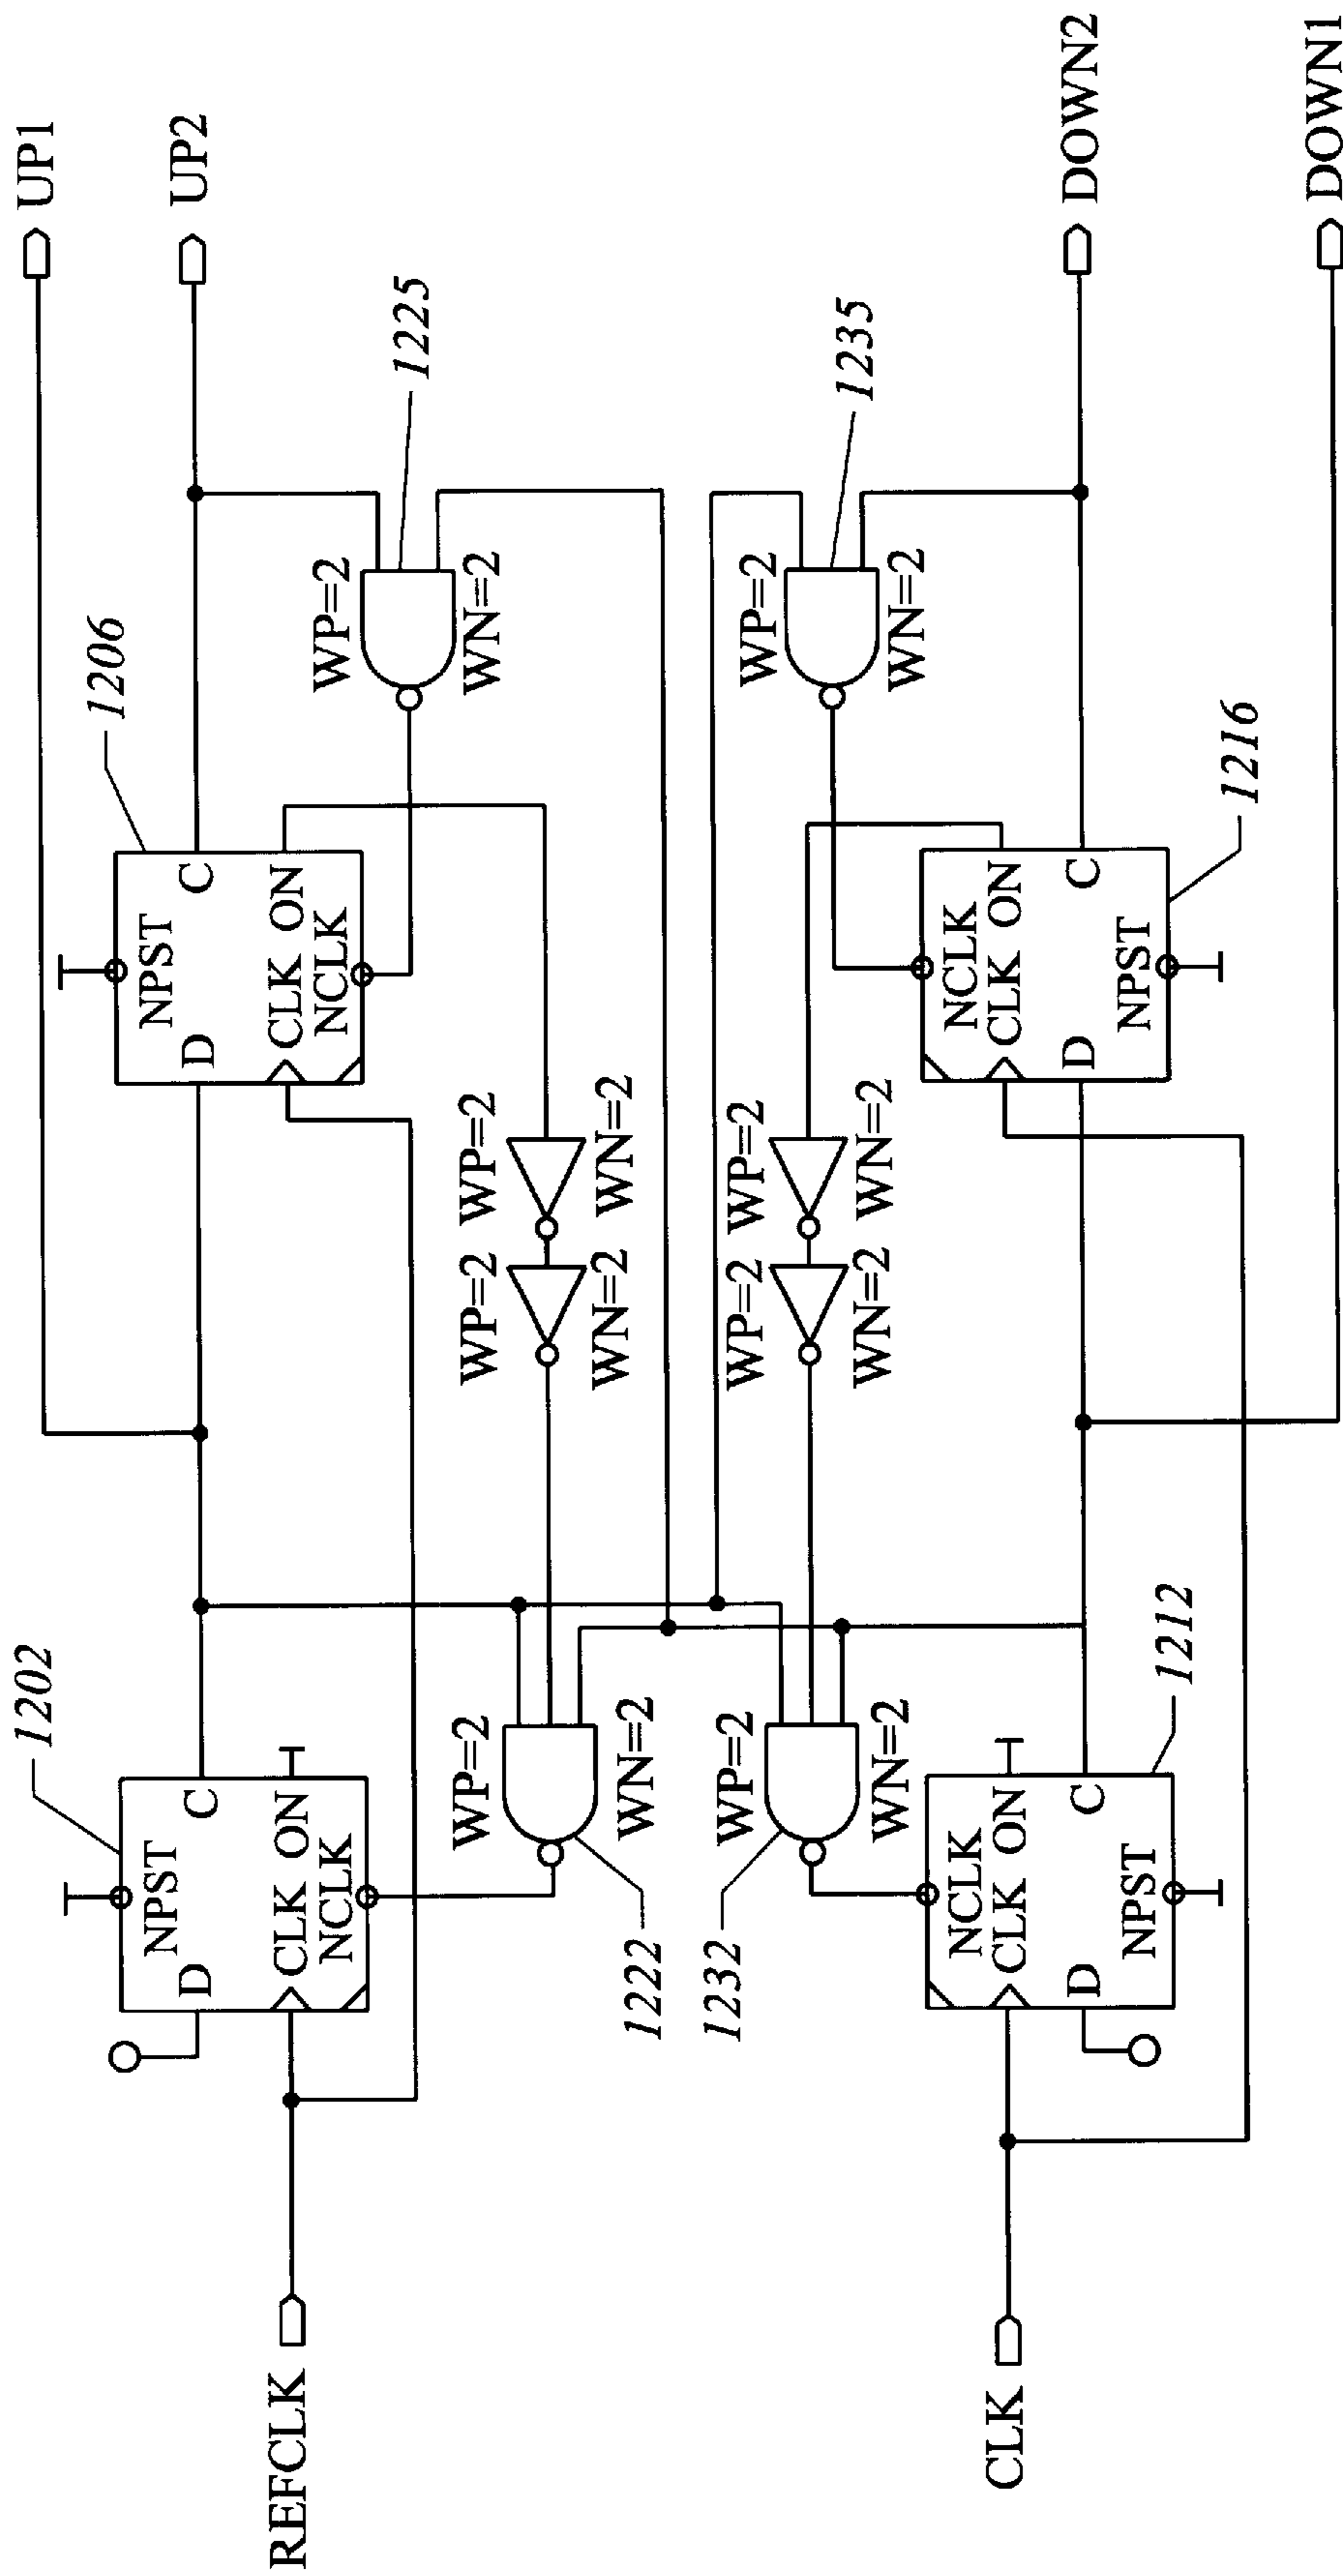 UP1
UP2
DOWN2
DOWN1
1225
1235
1206
1216
WP=2
WN=2
WP=2
WN=2
NPST
C
D
CLK ON
NCLK
NCLK
CLK ON
C
D
NPST
WP=2
WN=2
WP=2
WN=2
WP=2
WN=2
WP=2
WN=2
1202
1212
WP=2
WN=2
WP=2
WN=2
NPST
C
D
CLK ON
NCLK
NCLK
CLK ON
C
D
NPST
1222
1232
REFCLK
CLK